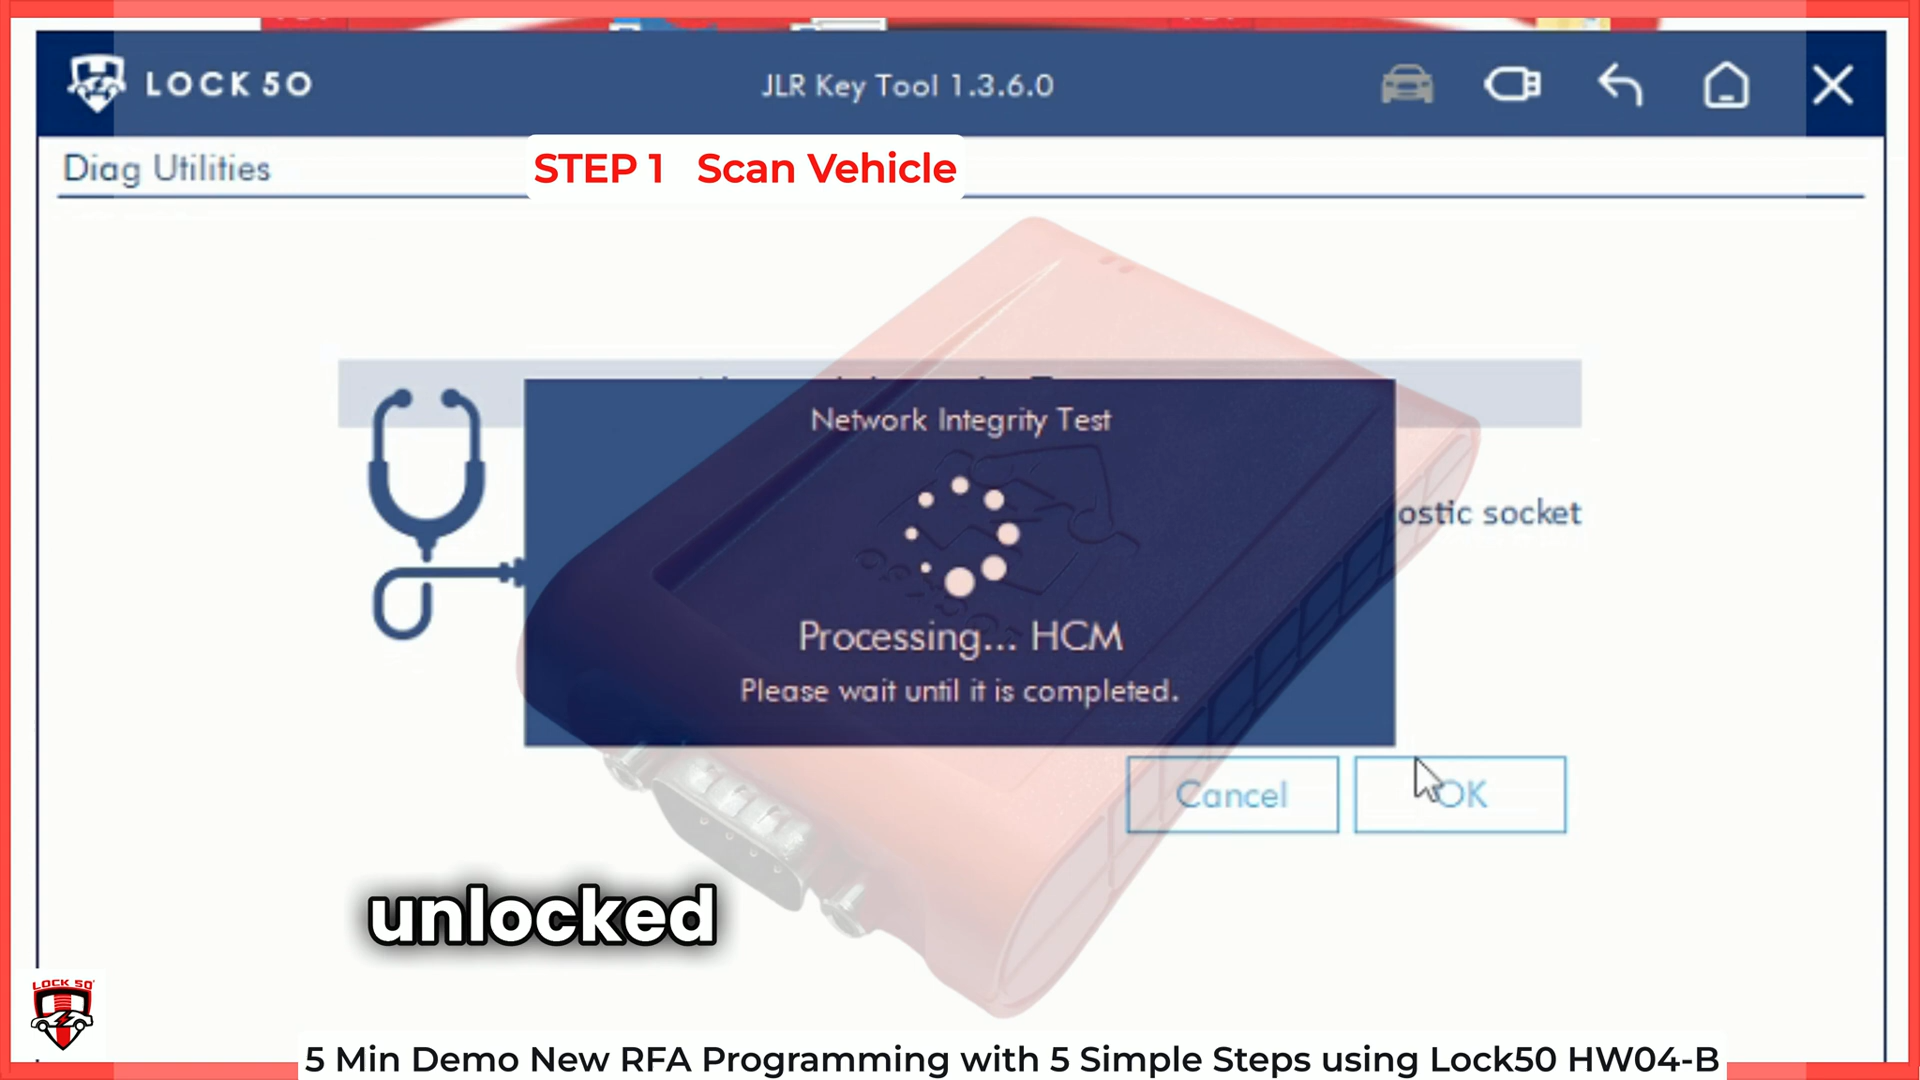 LOCK 50
JLR Key Tool 1.3.6.0
Diag Utilities
STEP 1 Scan Vehicle
Network Integrity Test
ostic socket
Processing... HCM
Please wait until it is completed.
Cancel
OK
unlocked
LOCK 50
5 Min Demo New RFA Programming with 5 Simple Steps using Lock50 HW04-B